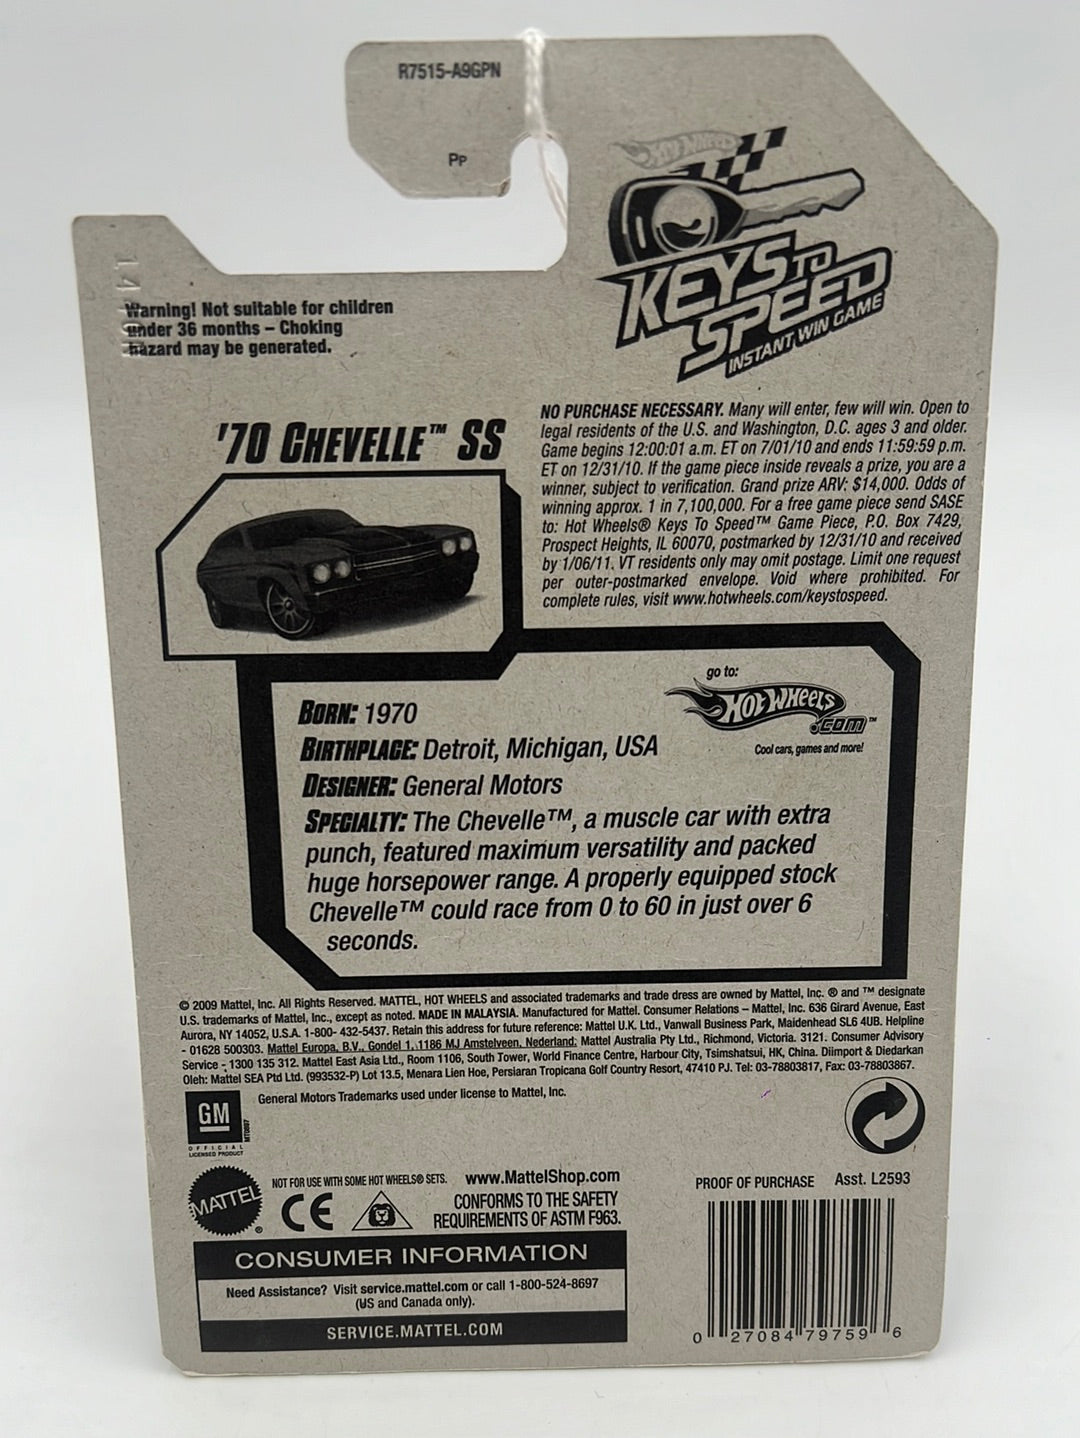 R7515-A9GPN
Pp
HOT WHEELS
KEYS TO
SPEED
INSTANT WIN GAME
Warning! Not suitable for children
under 36 months – Choking
hazard may be generated.
NO PURCHASE NECESSARY. Many will enter, few will win. Open to
legal residents of the U.S. and Washington, D.C. ages 3 and older.
Game begins 12:00:01 a.m. ET on 7/01/10 and ends 11:59:59 p.m.
ET on 12/31/10. If the game piece inside reveals a prize, you are a
winner, subject to verification. Grand prize ARV: $14,000. Odds of
winning approx. 1 in 7,100,000. For a free game piece send SASE
to: Hot Wheels® Keys To Speed™ Game Piece, P.O. Box 7429,
Prospect Heights, IL 60070, postmarked by 12/31/10 and received
by 1/06/11. VT residents only may omit postage. Limit one request
per outer-postmarked envelope. Void where prohibited. For
complete rules, visit www.hotwheels.com/keystospeed.
'70 CHEVELLE™ SS
go to:
HOT WHEELS
.COM™
Cool cars, games and more!
BORN: 1970
BIRTHPLACE: Detroit, Michigan, USA
DESIGNER: General Motors
SPECIALTY: The Chevelle™, a muscle car with extra
punch, featured maximum versatility and packed
huge horsepower range. A properly equipped stock
Chevelle™ could race from 0 to 60 in just over 6
seconds.
© 2009 Mattel, Inc. All Rights Reserved. MATTEL, HOT WHEELS and associated trademarks and trade dress are owned by Mattel, Inc. ® and ™ designate
U.S. trademarks of Mattel, Inc., except as noted. MADE IN MALAYSIA. Manufactured for Mattel. Consumer Relations – Mattel, Inc. 636 Girard Avenue, East
Aurora, NY 14052, U.S.A. 1-800- 432-5437. Retain this address for future reference: Mattel U.K. Ltd., Vanwall Business Park, Maidenhead SL6 4UB. Helpline
- 01628 500303. Mattel Europa, B.V., Gondel 1, 1186 MJ Amstelveen, Nederland; Mattel Australia Pty Ltd., Richmond, Victoria. 3121. Consumer Advisory
Service - 1300 135 312. Mattel East Asia Ltd., Room 1106, South Tower, World Finance Centre, Harbour City, Tsimshatsui, HK, China. Diimport & Diedarkan
Oleh: Mattel SEA Ptd Ltd. (993532-P) Lot 13.5, Menara Lien Hoe, Persiaran Tropicana Golf Country Resort, 47410 PJ. Tel: 03-78803817, Fax: 03-78803867.
General Motors Trademarks used under license to Mattel, Inc.
GM
OFFICIAL
LICENSED PRODUCT
MATTEL®
NOT FOR USE WITH SOME HOT WHEELS® SETS.
CE
www.MattelShop.com
CONFORMS TO THE SAFETY
REQUIREMENTS OF ASTM F963.
CONSUMER INFORMATION
Need Assistance? Visit service.mattel.com or call 1-800-524-8697
(US and Canada only).
SERVICE.MATTEL.COM
PROOF OF PURCHASE Asst. L2593
0 27084 79759 6